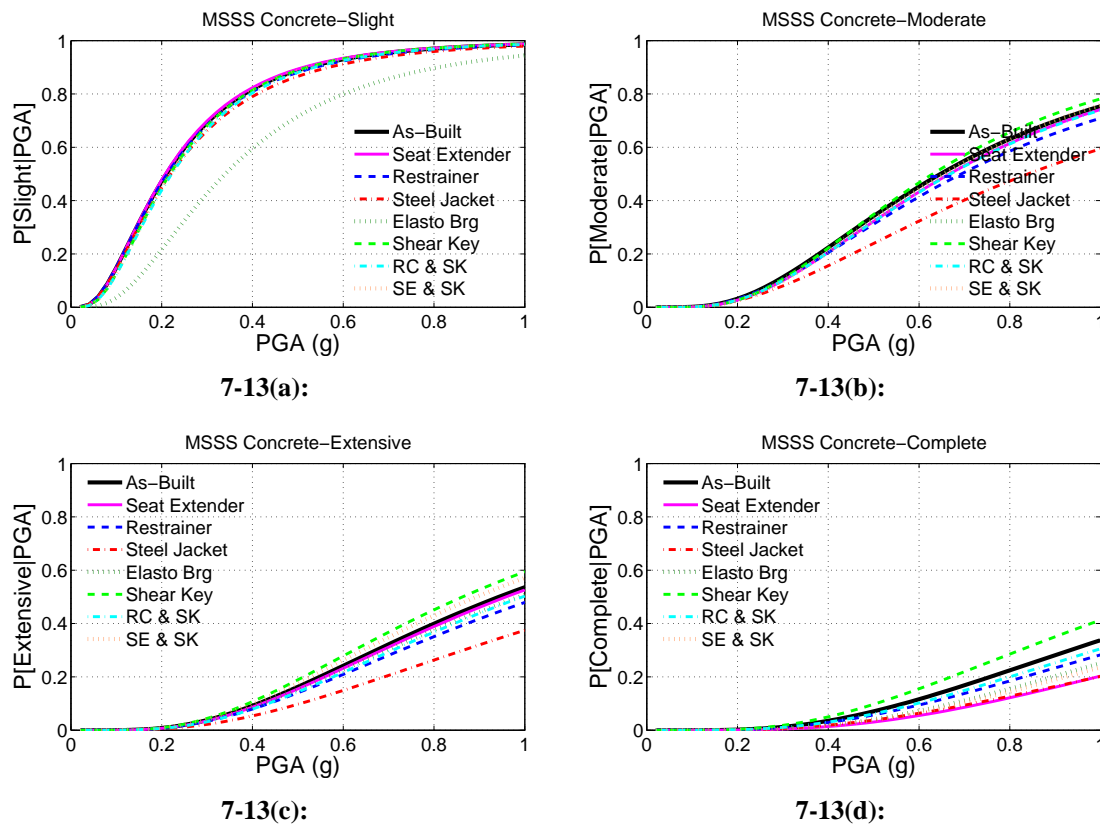 MSSS Concrete−Slight
P[Slight|PGA]
1
0.8
0.6
0.4
0.2
0
As−Built
Seat Extender
Restrainer
Steel Jacket
Elasto Brg
Shear Key
RC & SK
SE & SK
0 0.2 0.4 0.6 0.8 1
PGA (g)
7-13(a):
MSSS Concrete−Moderate
P[Moderate|PGA]
1
0.8
0.6
0.4
0.2
0
As−Built
Seat Extender
Restrainer
Steel Jacket
Elasto Brg
Shear Key
RC & SK
SE & SK
0 0.2 0.4 0.6 0.8 1
PGA (g)
7-13(b):
MSSS Concrete−Extensive
P[Extensive|PGA]
1
0.8
0.6
0.4
0.2
0
As−Built
Seat Extender
Restrainer
Steel Jacket
Elasto Brg
Shear Key
RC & SK
SE & SK
0 0.2 0.4 0.6 0.8 1
PGA (g)
7-13(c):
MSSS Concrete−Complete
P[Complete|PGA]
1
0.8
0.6
0.4
0.2
0
As−Built
Seat Extender
Restrainer
Steel Jacket
Elasto Brg
Shear Key
RC & SK
SE & SK
0 0.2 0.4 0.6 0.8 1
PGA (g)
7-13(d):